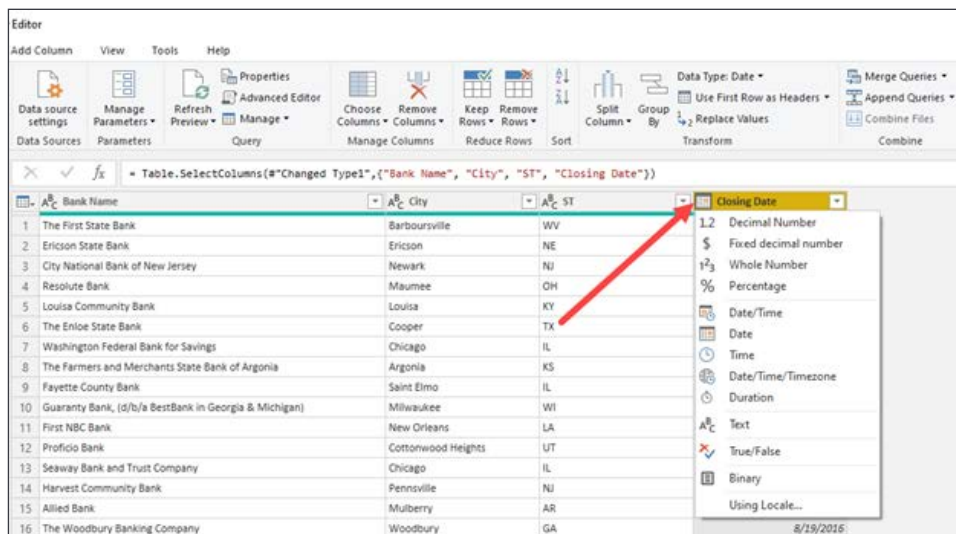 Editor
Add Column View Tools Help
Data source settings
Manage Parameters
Refresh Preview
Properties
Advanced Editor
Manage
Choose Columns
Remove Columns
Keep Rows
Remove Rows
Split Column
Group By
Data Type: Date
Use First Row as Headers
Replace Values
Merge Queries
Append Queries
Combine Files
Data Sources Parameters Query Manage Columns Reduce Rows Sort Transform Combine
fx = Table.SelectColumns(#"Changed Type1",{"Bank Name", "City", "ST", "Closing Date"})
ABC Bank Name ABC City ABC ST Closing Date
1 The First State Bank Barboursville WV
2 Ericson State Bank Ericson NE
3 City National Bank of New Jersey Newark NJ
4 Resolute Bank Maumee OH
5 Louisa Community Bank Louisa KY
6 The Enloe State Bank Cooper TX
7 Washington Federal Bank for Savings Chicago IL
8 The Farmers and Merchants State Bank of Argonia Argonia KS
9 Fayette County Bank Saint Elmo IL
10 Guaranty Bank, (d/b/a BestBank in Georgia & Michigan) Milwaukee WI
11 First NBC Bank New Orleans LA
12 Proficio Bank Cottonwood Heights UT
13 Seaway Bank and Trust Company Chicago IL
14 Harvest Community Bank Pennsville NJ
15 Allied Bank Mulberry AR
16 The Woodbury Banking Company Woodbury GA 8/19/2016
1.2 Decimal Number
$ Fixed decimal number
123 Whole Number
% Percentage
Date/Time
Date
Time
Date/Time/Timezone
Duration
ABC Text
True/False
Binary
Using Locale...